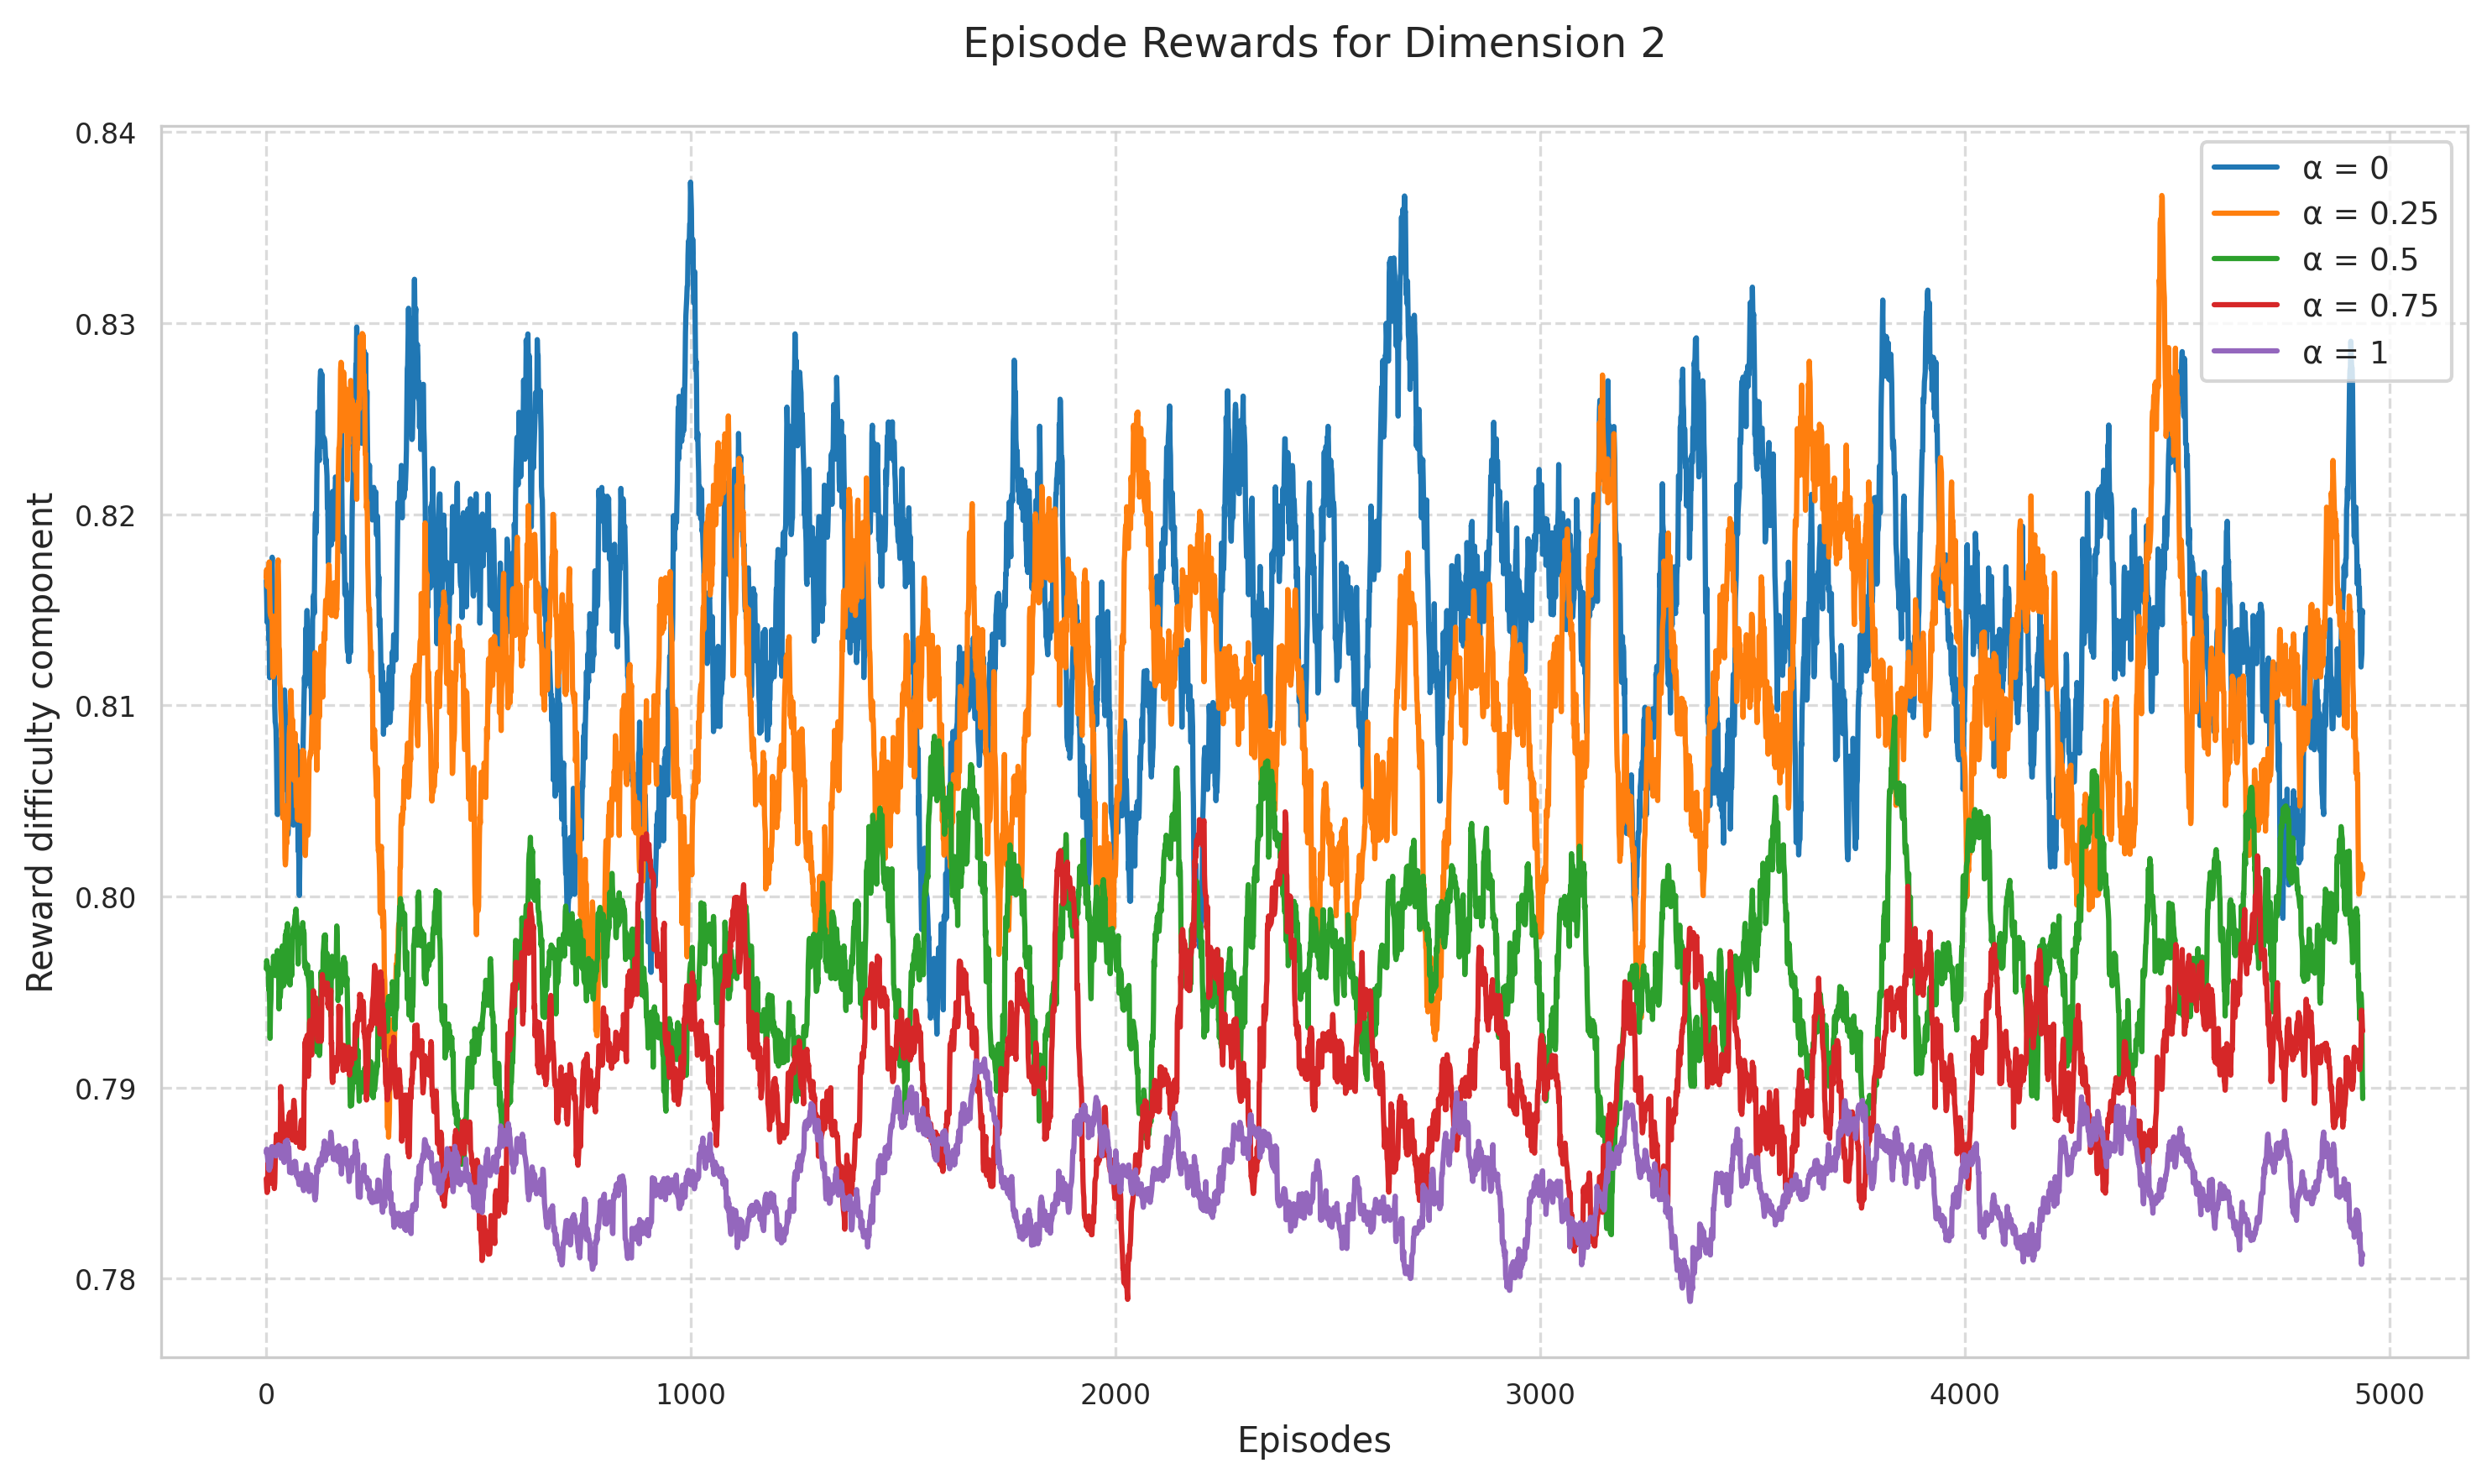 Episode Rewards for Dimension 2
Reward difficulty component
0.84
0.83
0.82
0.81
0.80
0.79
0.78
α = 0
α = 0.25
α = 0.5
α = 0.75
α = 1
0 1000 2000 3000 4000 5000
Episodes